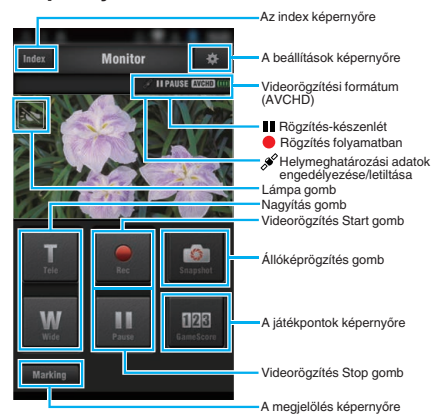 Az index képernyőre
Index
Monitor
A beállítások képernyőre
PAUSE AVCHD
Videorögzítési formátum
(AVCHD)
Rögzítés-készenlét
Rögzítés folyamatban
Helymeghatározási adatok
engedélyezése/letiltása
Lámpa gomb
Nagyítás gomb
Videorögzítés Start gomb
T
Tele
Rec
Snapshot
Állóképrögzítés gomb
W
Wide
Pause
123
GameScore
A játékpontok képernyőre
Marking
Videorögzítés Stop gomb
A megjelölés képernyőre